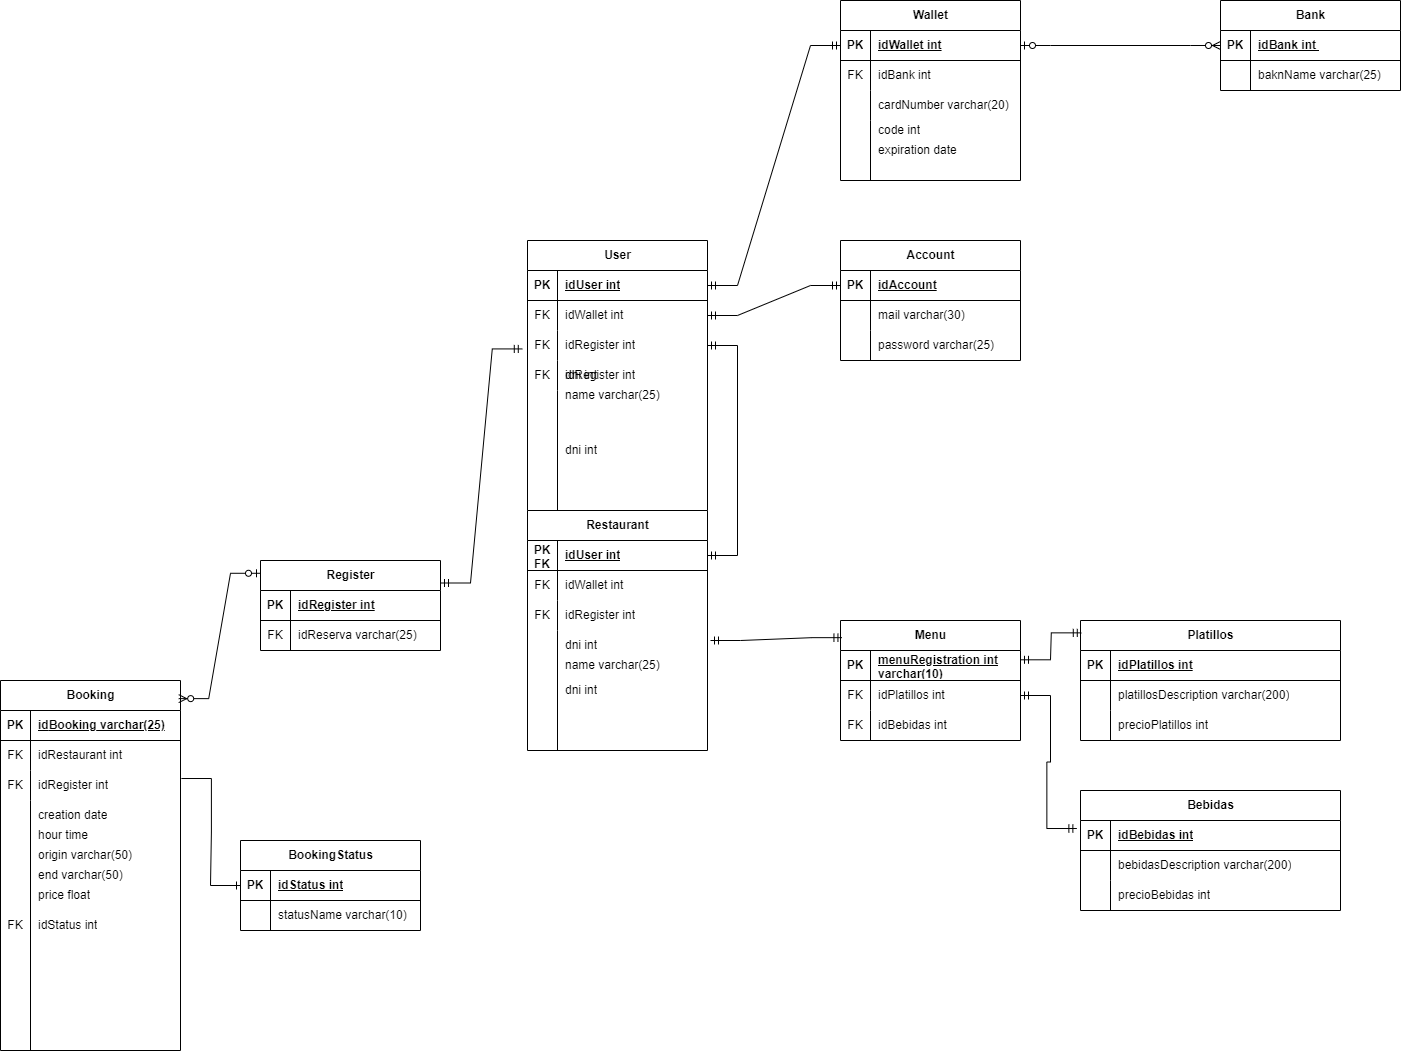 Wallet
PK idWallet int
FK idBank int
cardNumber varchar(20)
code int
expiration date
Bank
PK idBank int
baknName varchar(25)
User
PK idUser int
FK idWallet int
FK idRegister int
FK idRegister int
dni int
name varchar(25)
dni int
Account
PK idAccount
mail varchar(30)
password varchar(25)
Restaurant
PK
FK idUser int
FK idWallet int
FK idRegister int
dni int
name varchar(25)
dni int
Register
PK idRegister int
FK idReserva varchar(25)
Menu
PK menuRegistration int
varchar(10)
FK idPlatillos int
FK idBebidas int
Platillos
PK idPlatillos int
platillosDescription varchar(200)
precioPlatillos int
Booking
PK idBooking varchar(25)
FK idRestaurant int
FK idRegister int
creation date
hour time
origin varchar(50)
end varchar(50)
price float
FK idStatus int
BookingStatus
PK idStatus int
statusName varchar(10)
Bebidas
PK idBebidas int
bebidasDescription varchar(200)
precioBebidas int